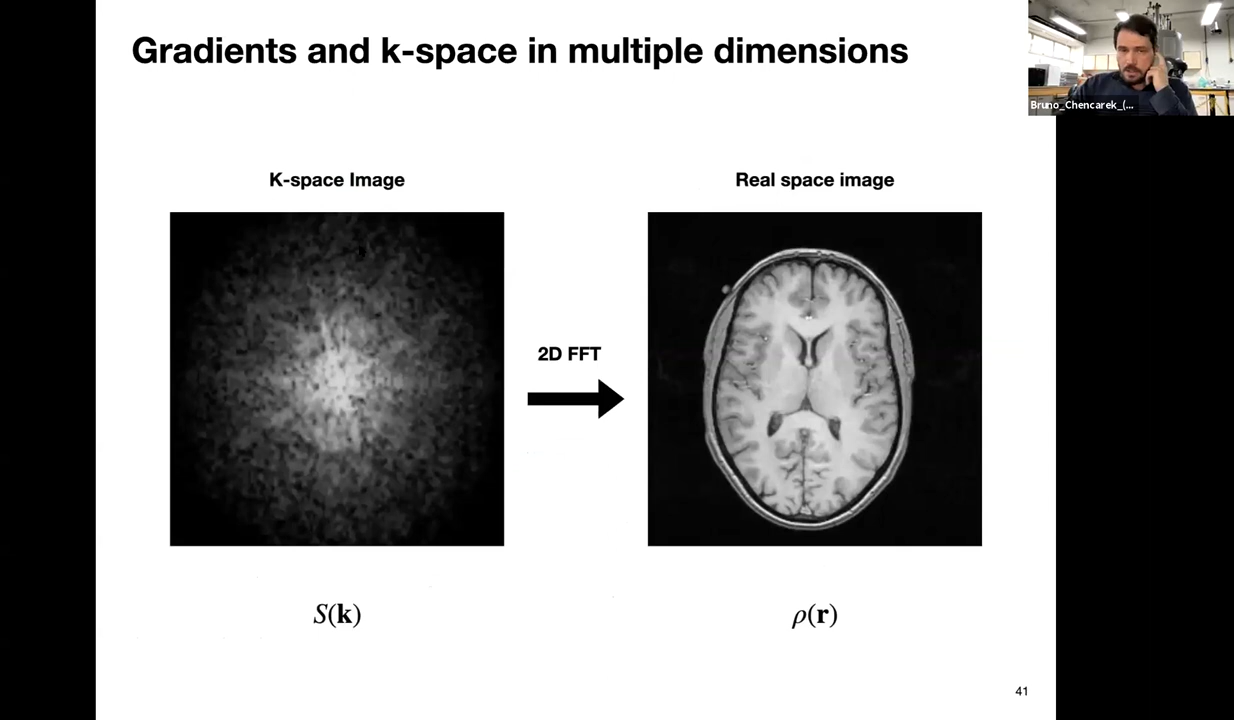 Gradients and k-space in multiple dimensions
Bruno_Chencarek_(...
K-space Image
Real space image
2D FFT
S(k)
ρ(r)
41